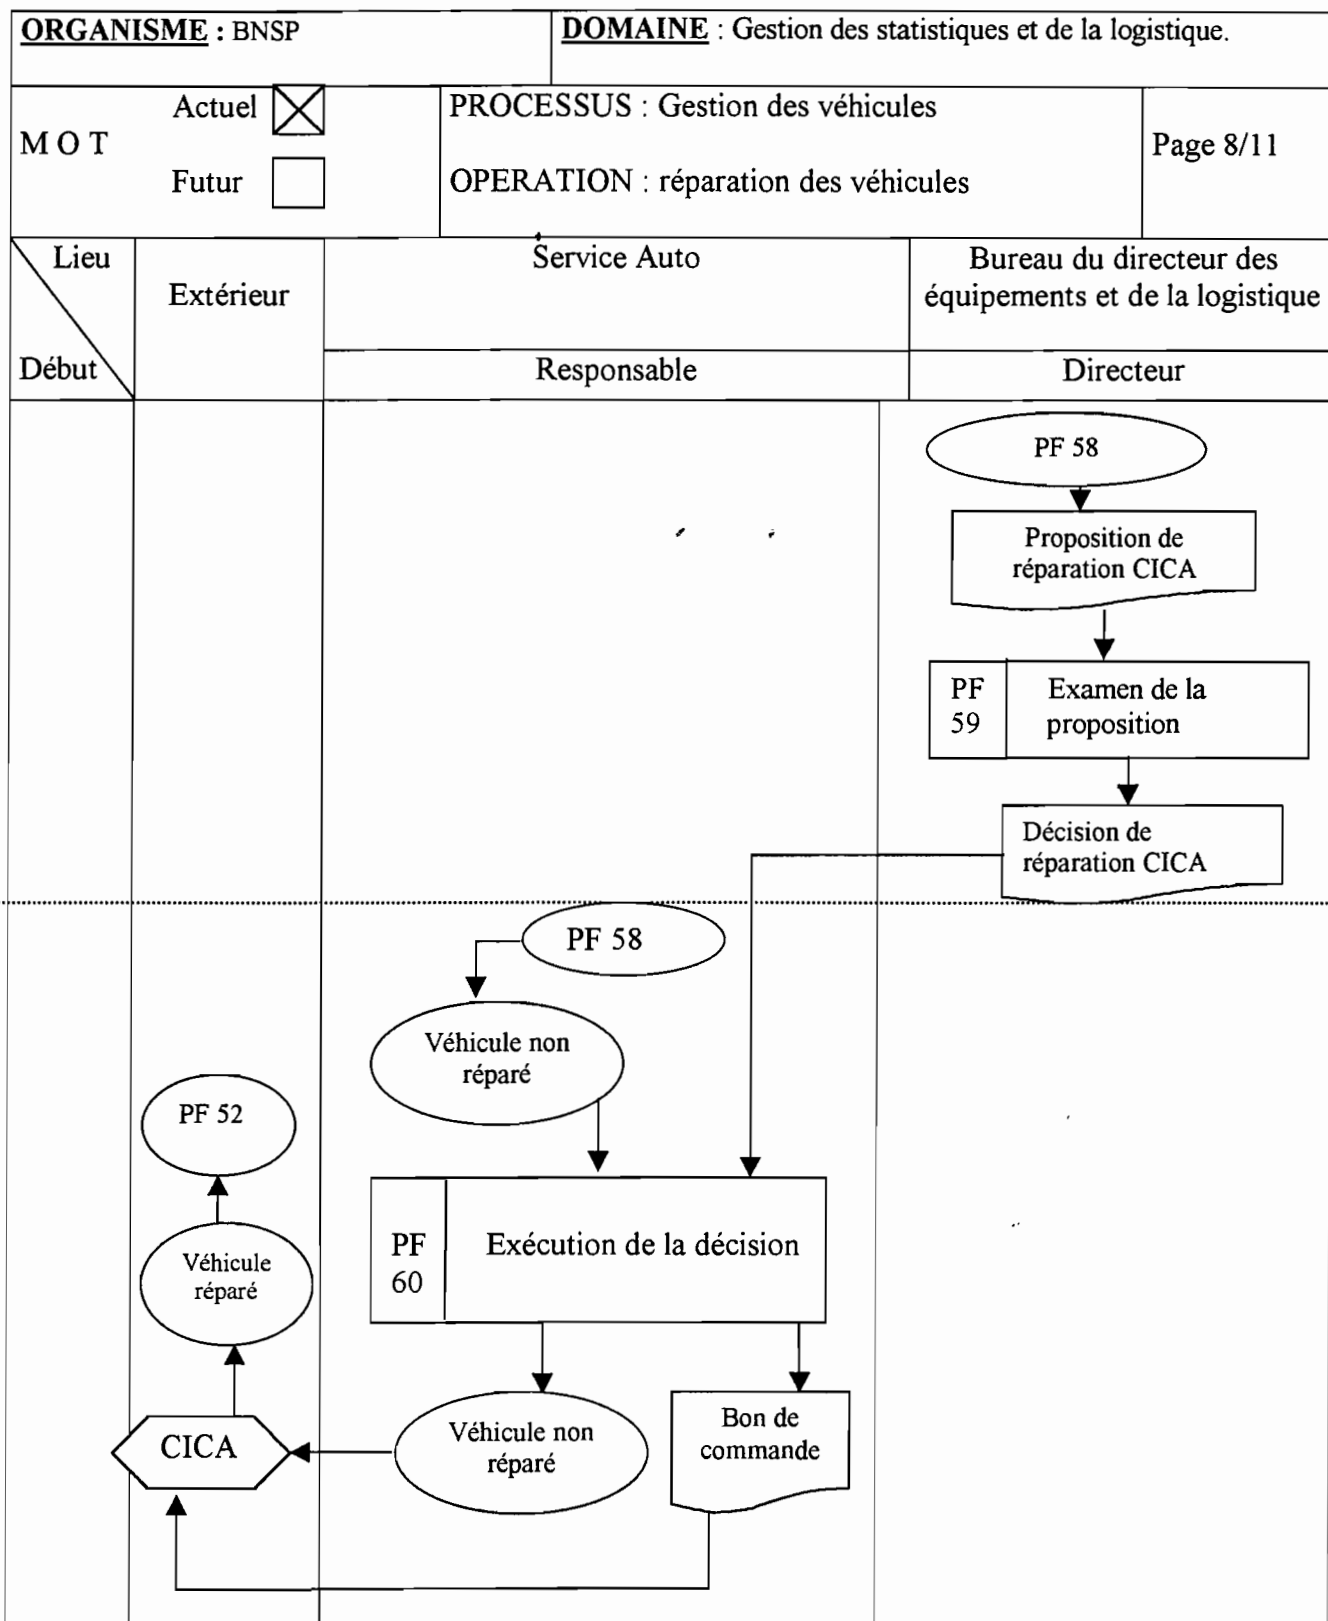 ORGANISME : BNSP
DOMAINE : Gestion des statistiques et de la logistique.
M O T
Actuel
Futur
PROCESSUS : Gestion des véhicules
OPERATION : réparation des véhicules
Page 8/11
Lieu
Début
Extérieur
Service Auto
Responsable
Bureau du directeur des
équipements et de la logistique
Directeur
PF 58
Proposition de
réparation CICA
PF
59
Examen de la
proposition
Décision de
réparation CICA
PF 58
Véhicule non
réparé
PF 52
Véhicule
réparé
PF
60
Exécution de la décision
CICA
Véhicule non
réparé
Bon de
commande